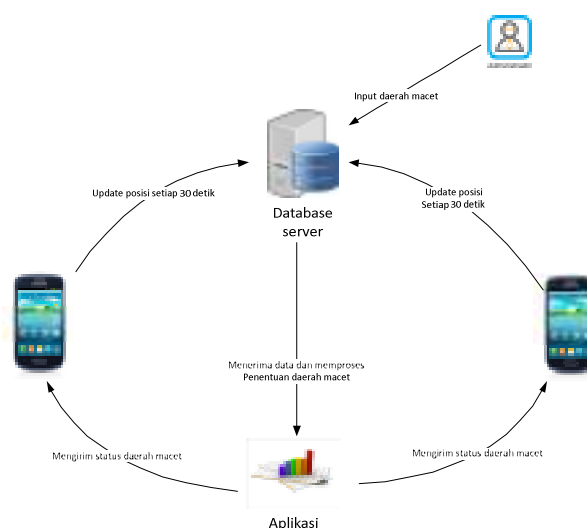 Input daerah macet
Database
server
Update posisi setiap 30 detik
Update posisi
Setiap 30 detik
Menerima data dan memproses
Penentuan daerah macet
Mengirim status daerah macet
Mengirim status daerah macet
Aplikasi